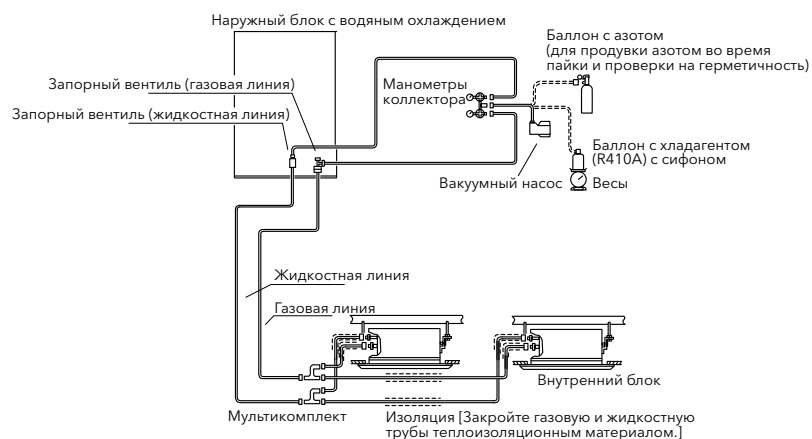 Наружный блок с водяным охлаждением
Баллон с азотом
(для продувки азотом во время
пайки и проверки на герметичность)
Запорный вентиль (газовая линия)
Манометры
коллектора
Запорный вентиль (жидкостная линия)
Баллон с хладагентом
(R410A) с сифоном
Вакуумный насос
Весы
Жидкостная линия
Газовая линия
Внутренний блок
Мультикомплект
Изоляция [Закройте газовую и жидкостную
трубы теплоизоляционным материалом.]